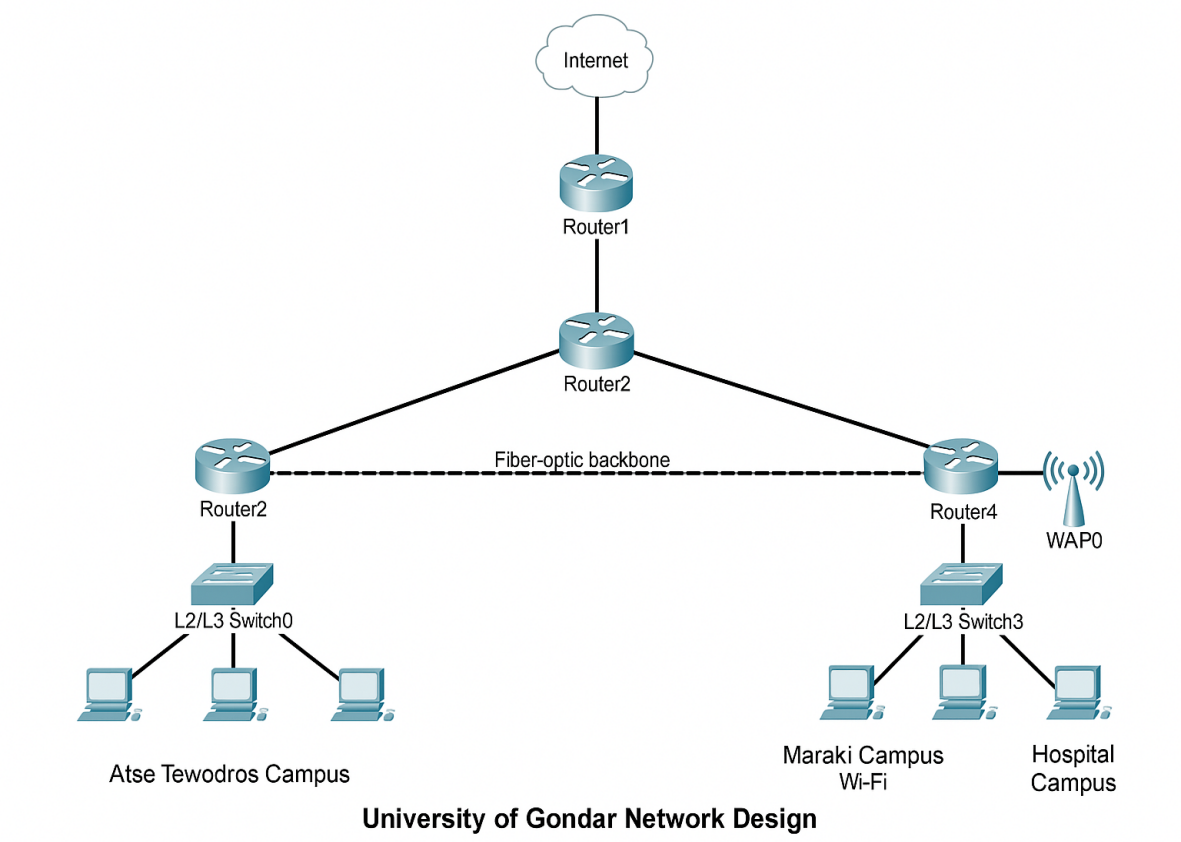 Internet
Router1
Router2
Fiber-optic backbone
Router2
Router4
WAP0
L2/L3 Switch0
L2/L3 Switch3
Atse Tewodros Campus
Maraki Campus
Wi-Fi
Hospital
Campus
University of Gondar Network Design